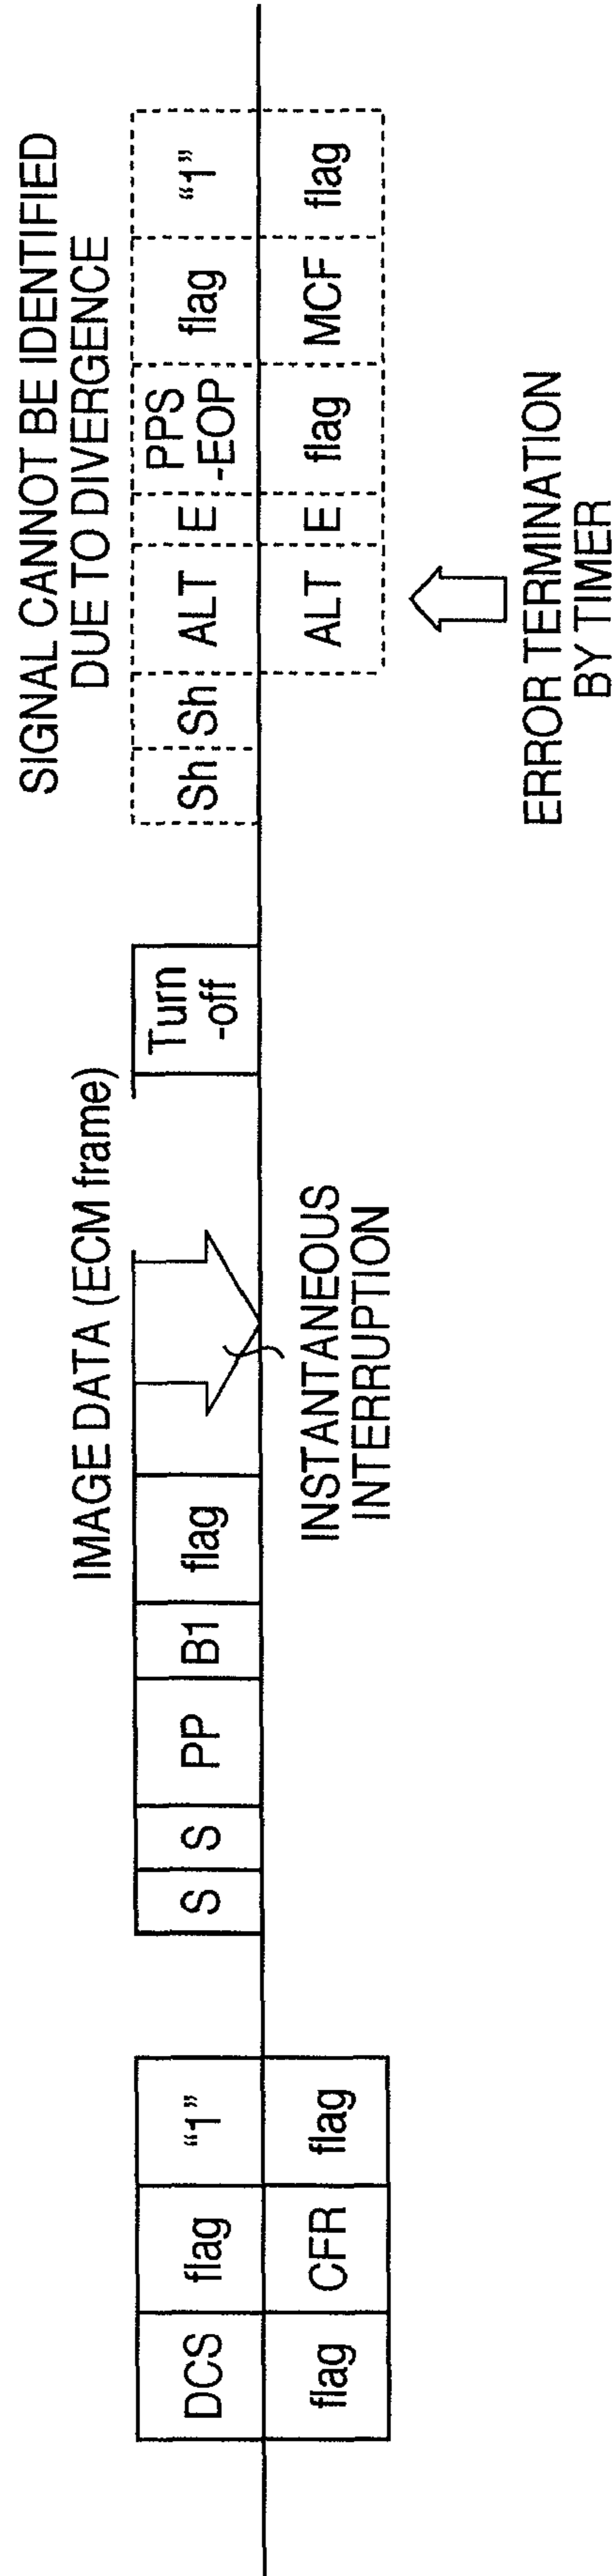 DCS
flag
“1”
flag
CFR
flag
S
S
PP
B1
flag
IMAGE DATA (ECM frame)
INSTANTANEOUS
INTERRUPTION
Turn
-off
SIGNAL CANNOT BE IDENTIFIED
DUE TO DIVERGENCE
Sh
Sh
ALT
E
PPS
-EOP
flag
“1”
ALT
E
flag
MCF
flag
ERROR TERMINATION
BY TIMER